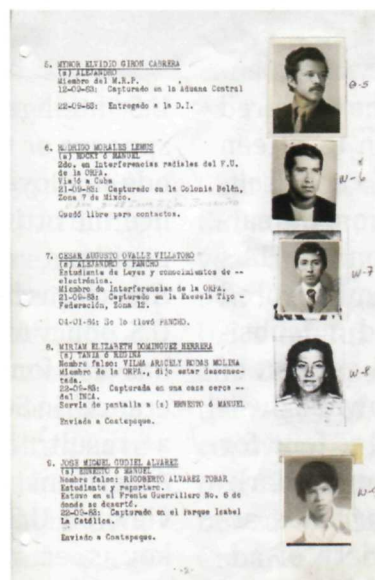 5. MYNOR ELVIDIO GIRON CABRERA
(a) ALEJANDRO
Miembro del M.R.P.
12-09-83: Capturado en la Aduana Central
22-09-83: Entregado a la D.I.
6. RODRIGO MORALES LEMUS
(a) ROCKY ó MANUEL
2do. en Interferencias radiales del F.U.
de la ORPA.
Viajó a Cuba
21-09-83: Capturado en la Colonia Belén,
Zona 7 de Mixco.
Quedó libre para contactos.
7. CESAR AUGUSTO OVALLE VILLATORO
(a) ALEJANDRO ó PANCHO
Estudiante de Leyes y conocimientos de --
electrónica.
Miembro de Interferencias de la ORPA.
21-09-83: Capturado en la Escuela Tipo -
Federación, Zona 12.
04-01-84: Se lo llevó PANCHO.
8. MIRIAM ELIZABETH DOMINGUEZ HERRERA
(a) TANIA ó REGINA
Nombre falso: VILMA ARACELY RODAS MOLINA
Miembro de la ORPA., dijo estar desconec-
tada.
22-09-83: Capturada en una casa cerca --
del INCA.
Servía de pantalla a (a) ERNESTO ó MANUEL
Enviado a Coatepeque.
9. JOSE MIGUEL GUDIEL ALVAREZ
(a) ERNESTO ó MANUEL
Nombre falso: RIGOBERTO ALVAREZ TOBAR
Estudiante y reportero.
Estuvo en el Frente Guerrillero No. 6 de
donde se desertó.
22-09-83: Capturado en el Parque Isabel
La Católica.
Enviado a Coatepeque.
W-6
W-7
W-8